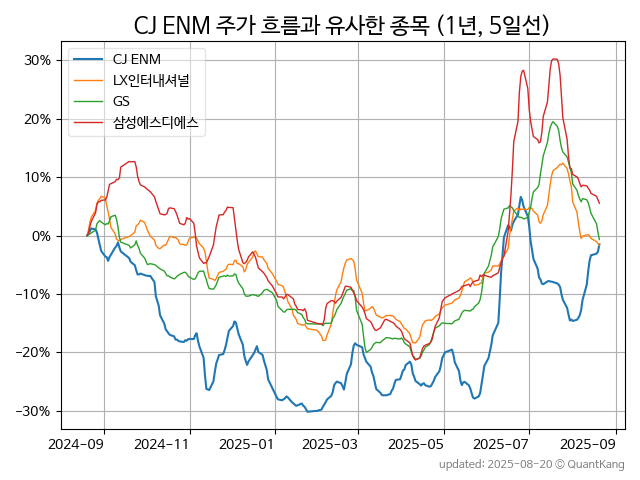 CJ ENM 주가 흐름과 유사한 종목 (1년, 5일선)
CJ ENM
LX인터내셔널
GS
삼성에스디에스
30%
20%
10%
0%
−10%
−20%
−30%
2024-09 2024-11 2025-01 2025-03 2025-05 2025-07 2025-09
updated: 2025-08-20 © QuantKang